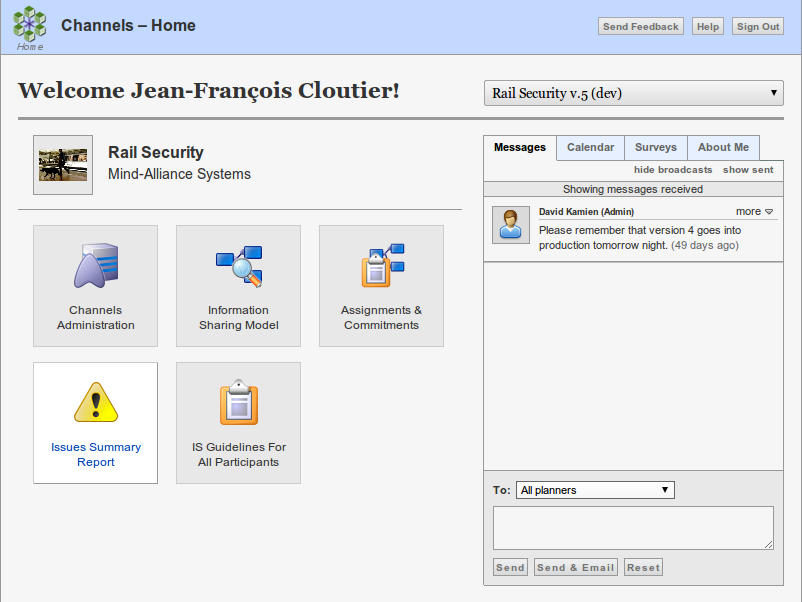 Home
Channels – Home
Send Feedback
Help
Sign Out
Welcome Jean-François Cloutier!
Rail Security v.5 (dev)
Rail Security
Mind-Alliance Systems
Channels
Administration
Information
Sharing Model
Assignments &
Commitments
Issues Summary
Report
IS Guidelines For
All Participants
Messages
Calendar
Surveys
About Me
hide broadcasts
show sent
Showing messages received
David Kamien (Admin)
more
Please remember that version 4 goes into
production tomorrow night. (49 days ago)
To:
All planners
Send
Send & Email
Reset